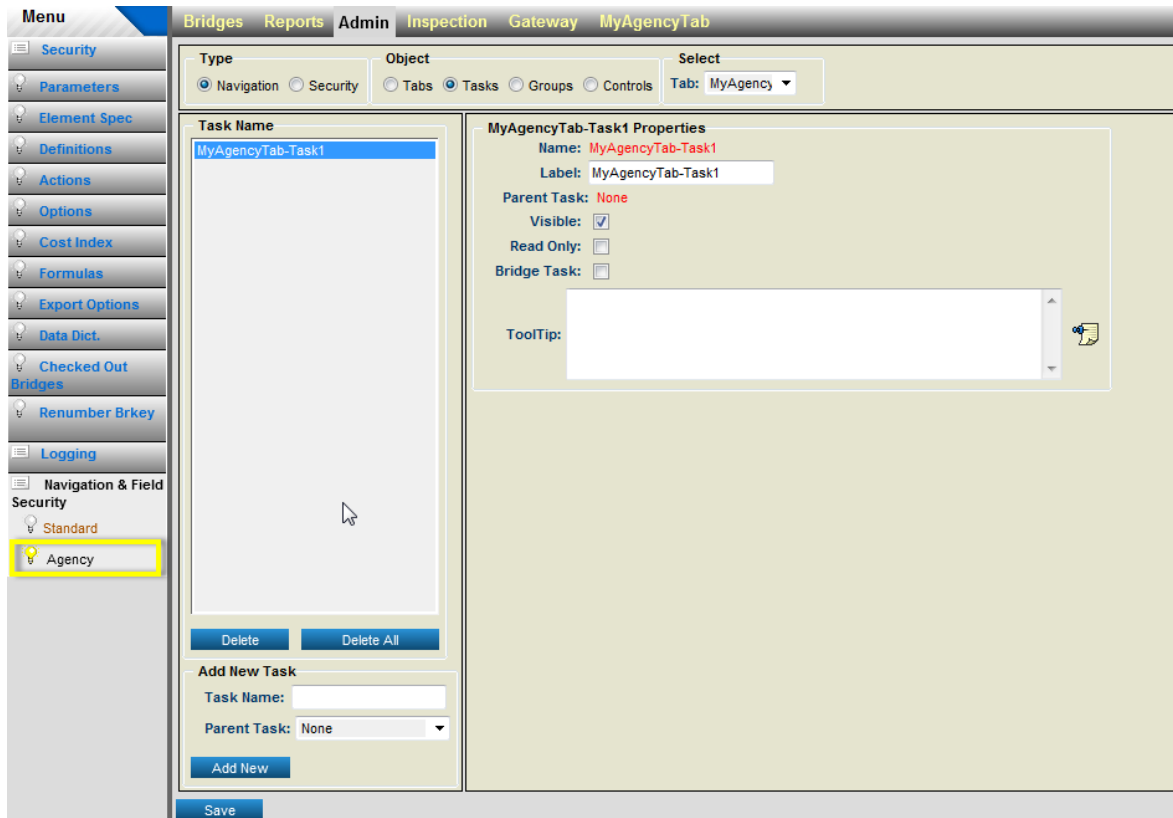 Menu
Security
Parameters
Element Spec
Definitions
Actions
Options
Cost Index
Formulas
Export Options
Data Dict.
Checked Out
Bridges
Renumber Brkey
Logging
Navigation & Field
Security
Standard
Agency
Bridges Reports Admin Inspection Gateway MyAgencyTab
Type
Navigation Security
Object
Tabs Tasks Groups Controls
Select
Tab: MyAgency
Task Name
MyAgencyTab-Task1
Delete Delete All
Add New Task
Task Name:
Parent Task: None
Add New
Save
MyAgencyTab-Task1 Properties
Name: MyAgencyTab-Task1
Label: MyAgencyTab-Task1
Parent Task: None
Visible:
Read Only:
Bridge Task:
ToolTip: